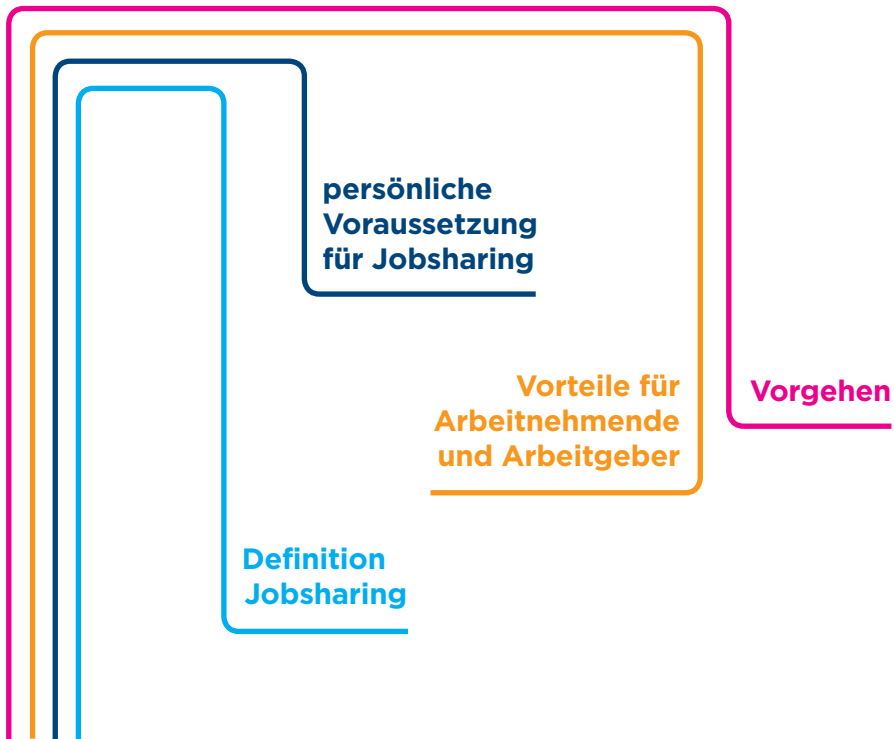 persönliche
Voraussetzung
für Jobsharing
Vorteile für
Arbeitnehmende
und Arbeitgeber
Vorgehen
Definition
Jobsharing